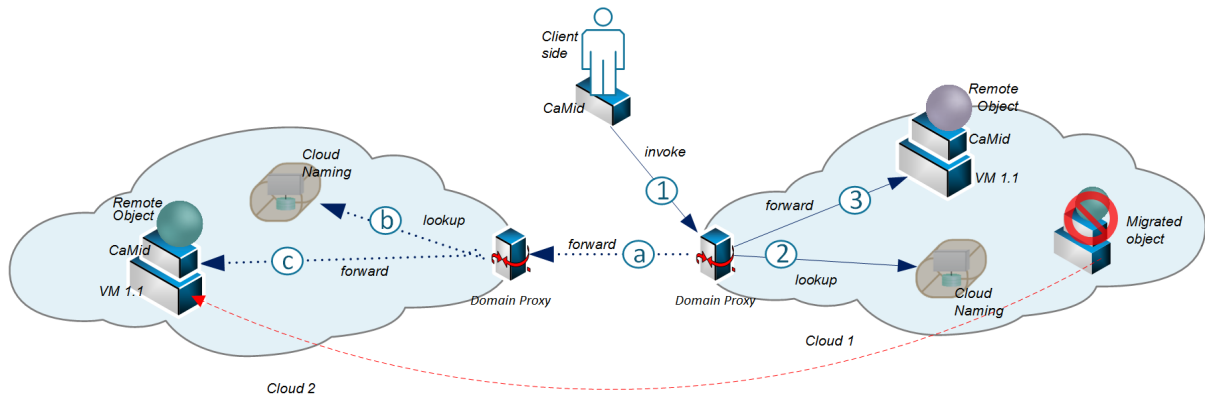 Client
side
CaMid
invoke
1
Remote
Object
CaMid
VM 1.1
3
forward
2
lookup
Domain Proxy
Cloud
Naming
Migrated
object
Cloud 1
forward
a
Domain Proxy
Cloud
Naming
lookup
b
c
forward
Remote
Object
CaMid
VM 1.1
Cloud 2